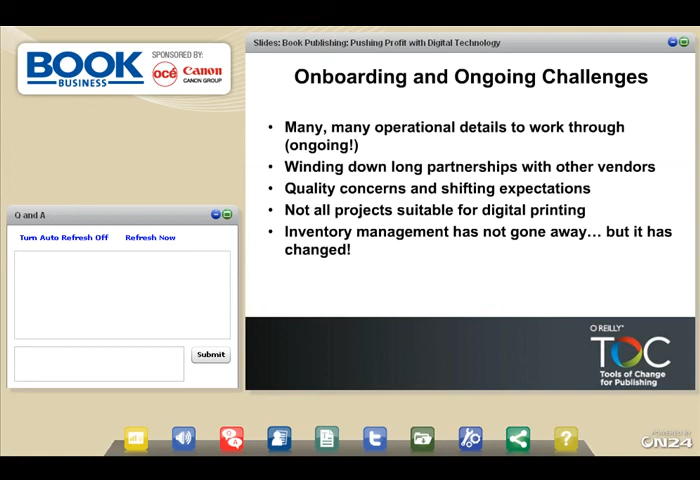 BOOK
BUSINESS
SPONSORED BY:
océ
Canon
CANON GROUP
Slides: Book Publishing: Pushing Profit with Digital Technology
Onboarding and Ongoing Challenges
• Many, many operational details to work through
(ongoing!)
• Winding down long partnerships with other vendors
• Quality concerns and shifting expectations
• Not all projects suitable for digital printing
• Inventory management has not gone away... but it has
changed!
O REILLY'
TOC
Tools of Change
for Publishing
Q and A
Turn Auto Refresh Off
Refresh Now
Submit
Q
A
?
POWERED BY
ON24